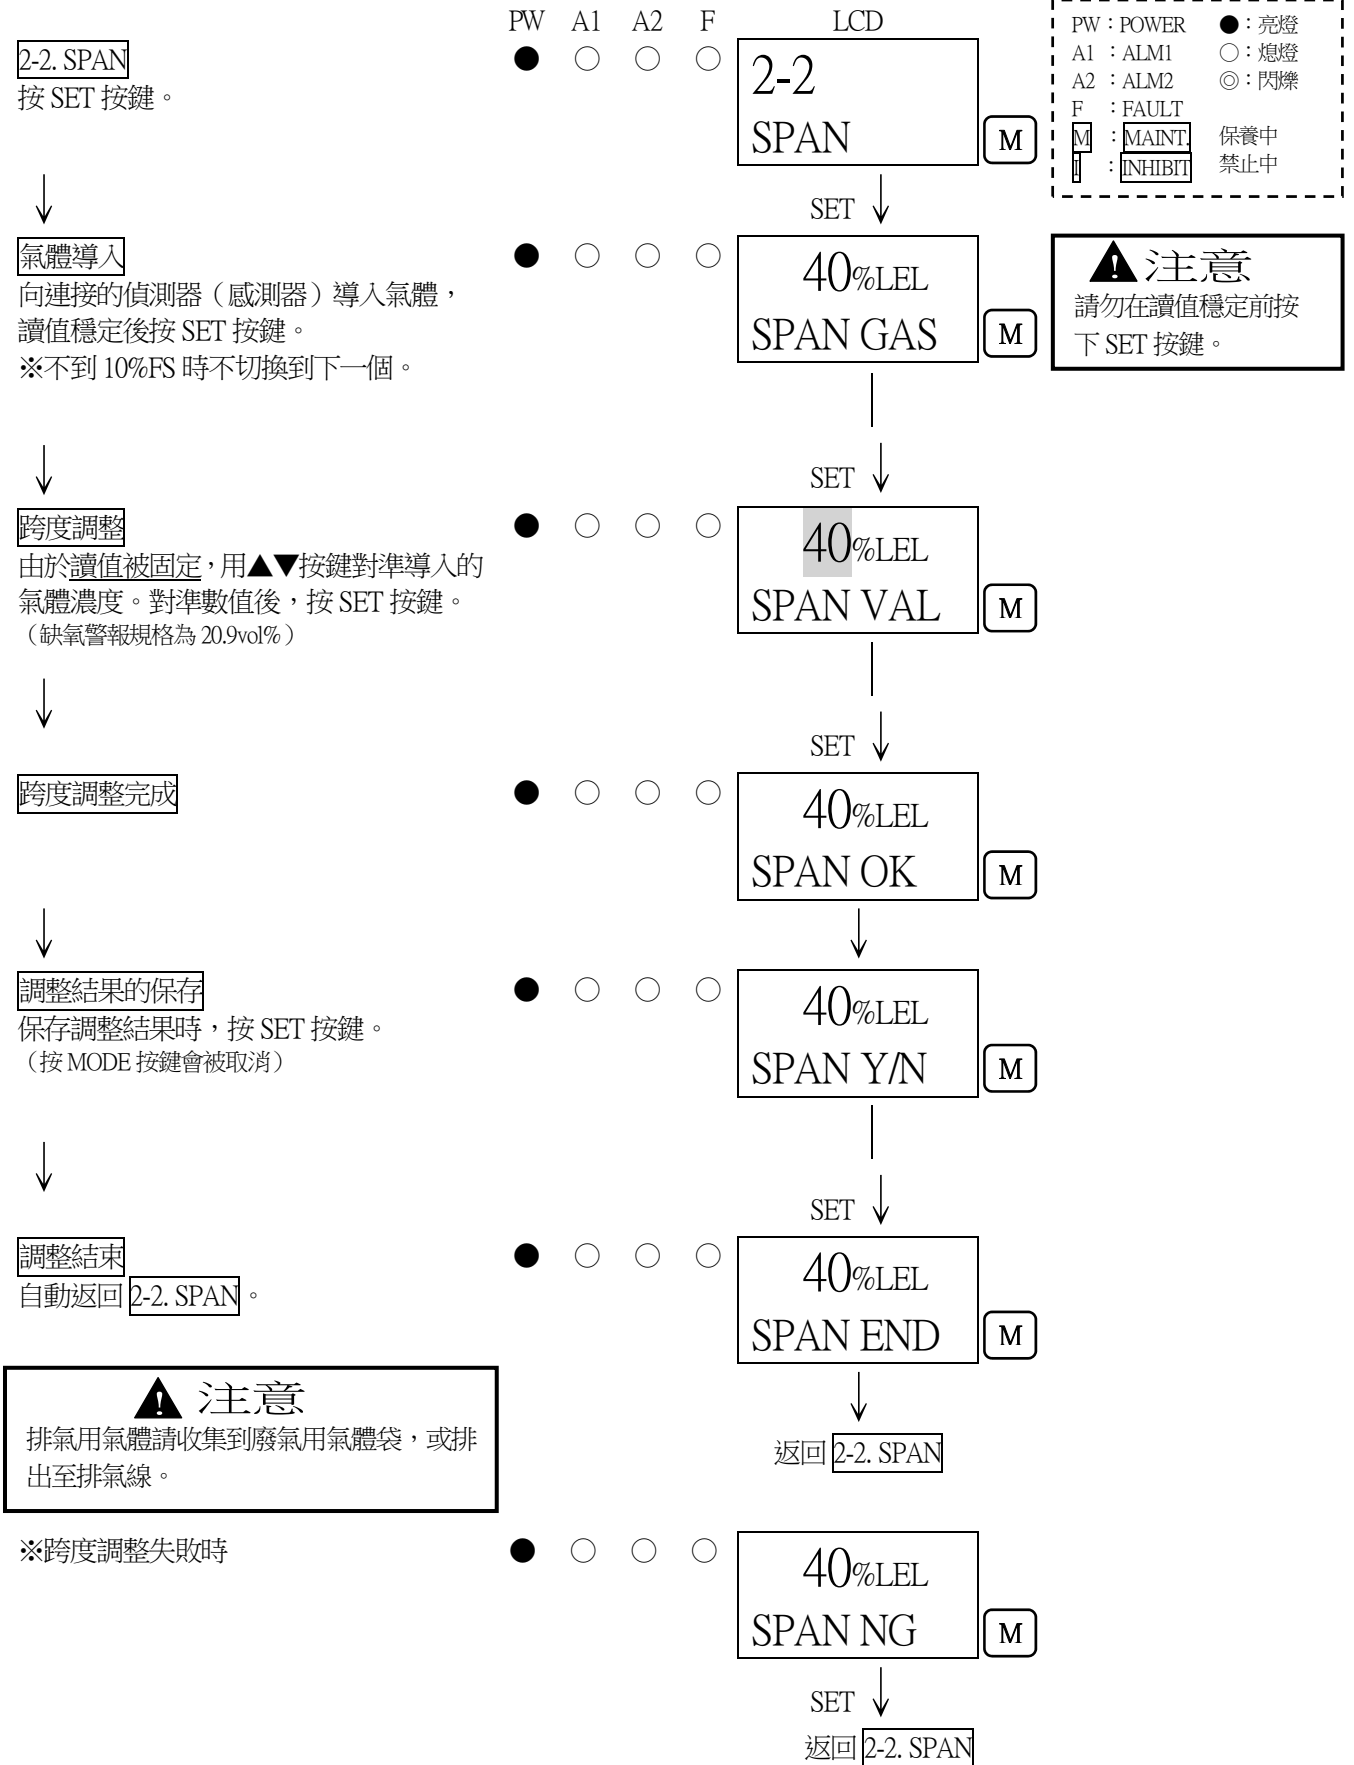 PW A1 A2 F LCD
PW：POWER ●：亮燈
A1 ：ALM1 ○：熄燈
A2 ：ALM2 ◎：閃爍
F ：FAULT
M ：MAINT. 保養中
I ：INHIBIT 禁止中
2-2. SPAN ● ○ ○ ○ 2-2
按 SET 按鍵。
SPAN M
SET
氣體導入 ● ○ ○ ○ 40%LEL
向連接的偵測器（感測器）導入氣體，
讀值穩定後按 SET 按鍵。
SPAN GAS M
※不到 10%FS 時不切換到下一個。
注意
請勿在讀值穩定前按
下 SET 按鍵。
SET
跨度調整 ● ○ ○ ○ 40%LEL
由於讀值被固定，用▲▼按鍵對準導入的
氣體濃度。對準數值後，按 SET 按鍵。
SPAN VAL M
（缺氧警報規格為 20.9vol%）
SET
跨度調整完成 ● ○ ○ ○ 40%LEL
SPAN OK M
調整結果的保存 ● ○ ○ ○ 40%LEL
保存調整結果時，按 SET 按鍵。
（按 MODE 按鍵會被取消）
SPAN Y/N M
SET
調整結束 ● ○ ○ ○ 40%LEL
自動返回 2-2. SPAN。
SPAN END M
注意
排氣用氣體請收集到廢氣用氣體袋，或排
出至排氣線。
返回 2-2. SPAN
※跨度調整失敗時 ● ○ ○ ○ 40%LEL
SPAN NG M
SET
返回 2-2. SPAN